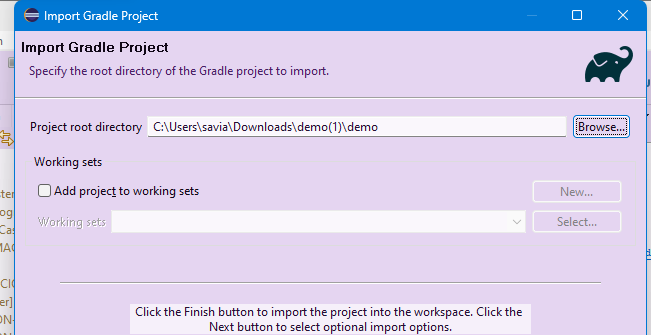 Import Gradle Project
Import Gradle Project
Specify the root directory of the Gradle project to import.
Project root directory C:\Users\savia\Downloads\demo(1)\demo Browse...
Working sets
Add project to working sets New...
Working sets Select...
Click the Finish button to import the project into the workspace. Click the
Next button to select optional import options.